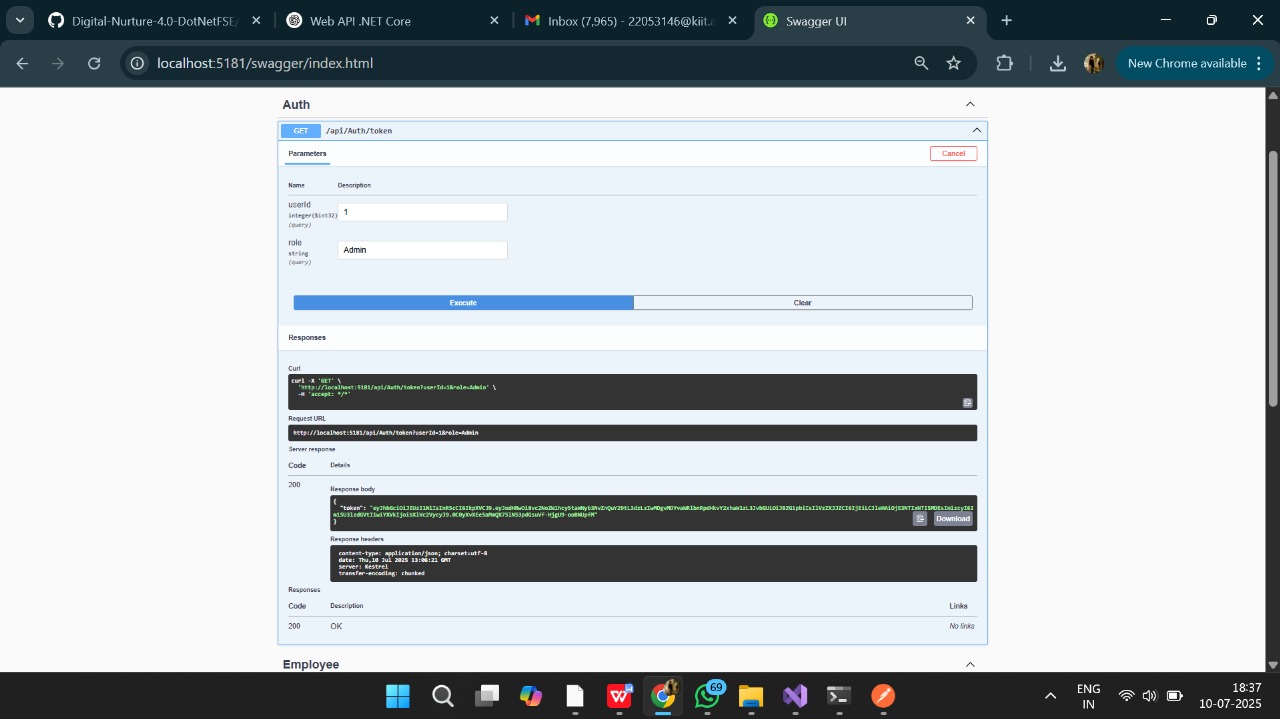 Digital-Nurture-4.0-DotNetFSE/
Web API .NET Core
Inbox (7,965) - 22053146@kiit.a
Swagger UI
localhost:5181/swagger/index.html
New Chrome available
Auth
GET /api/Auth/token
Parameters
Cancel
Name Description
userId
integer($int32)
(query)
1
role
string
(query)
Admin
Execute Clear
Responses
Curl
curl -X 'GET' \
'http://localhost:5181/api/Auth/token?userId=1&role=Admin' \
-H 'accept: */*'
Request URL
http://localhost:5181/api/Auth/token?userId=1&role=Admin
Server response
Code Details
200
Response body
{
"token":
}
Download
Response headers
content-type: application/json; charset=utf-8
date: Thu,10 Jul 2025 13:06:21 GMT
server: Kestrel
transfer-encoding: chunked
Responses
Code Description Links
200 OK No links
Employee
69
ENG
IN
18:37
10-07-2025